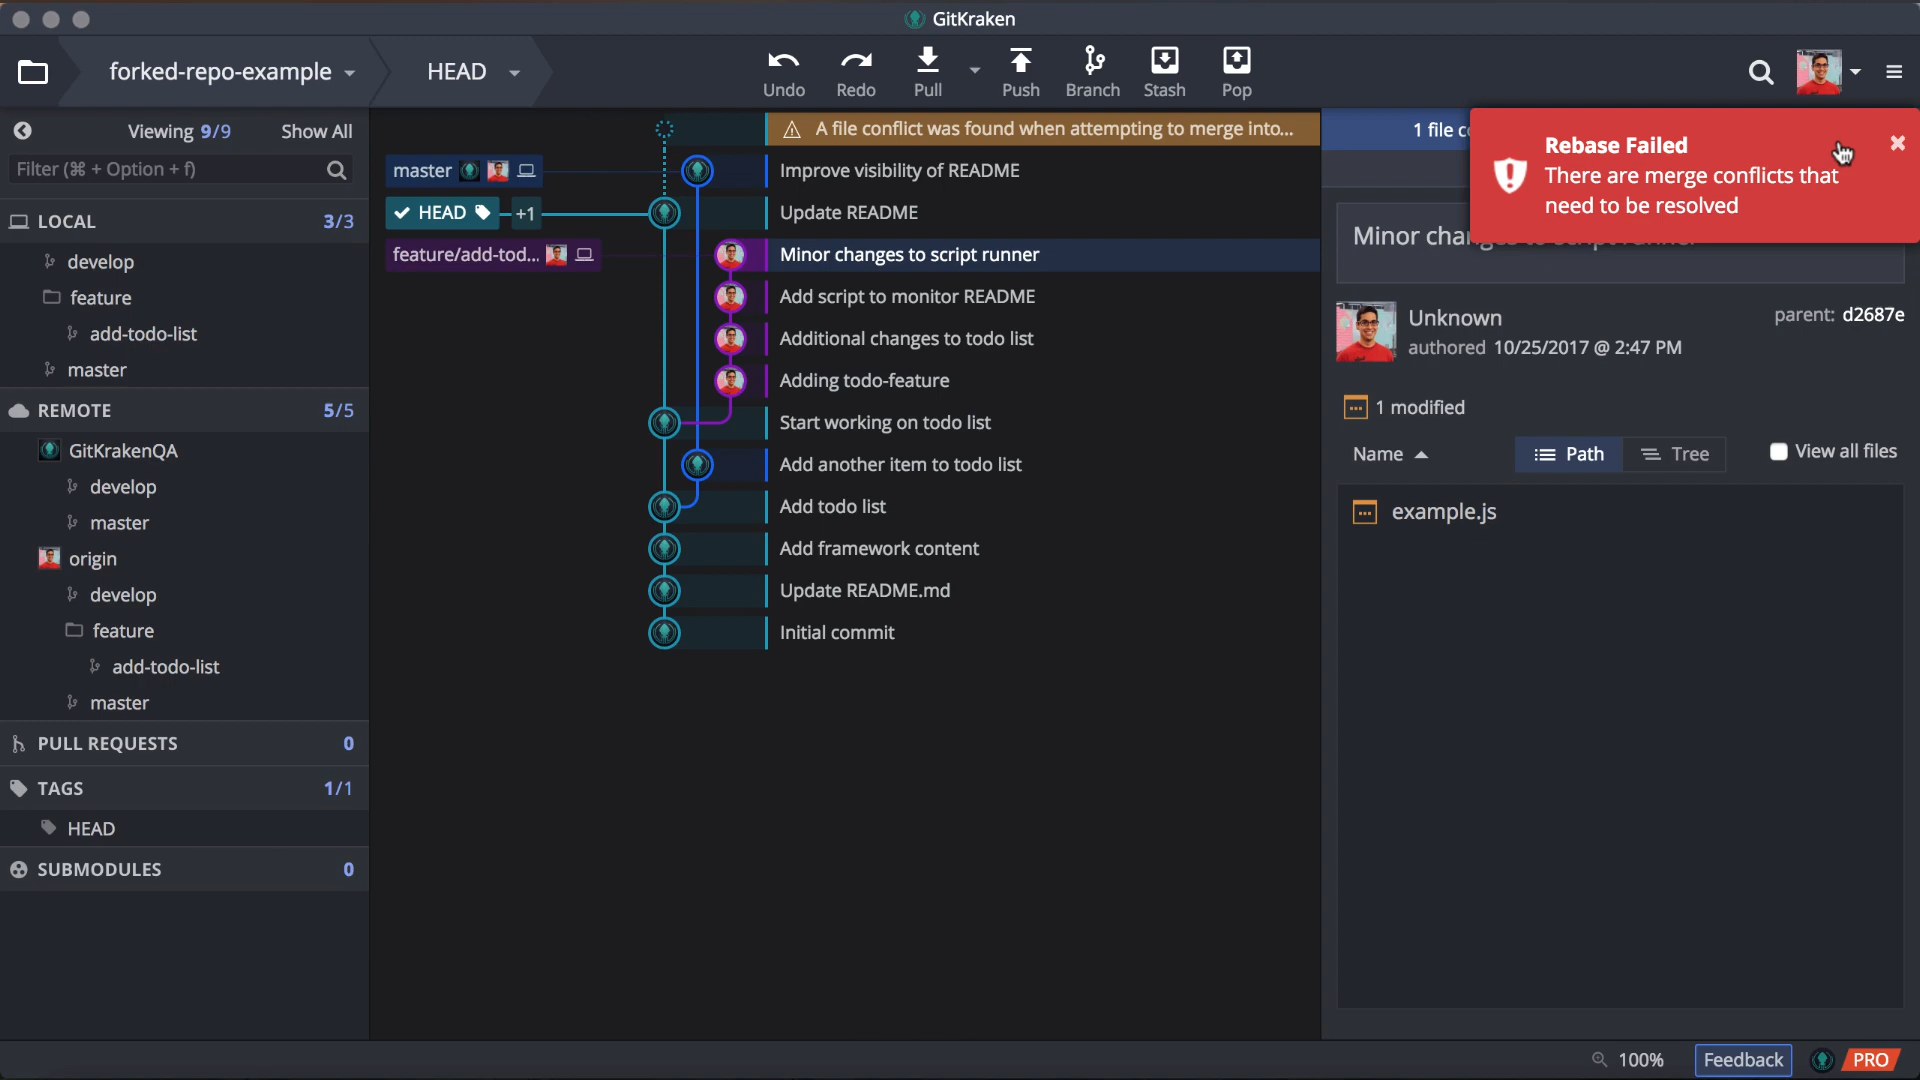 GitKraken
forked-repo-example
HEAD
Undo
Redo
Pull
Push
Branch
Stash
Pop
Viewing 9/9
Show All
Filter (⌘ + Option + f)
LOCAL 3/3
develop
feature
add-todo-list
master
REMOTE 5/5
GitKrakenQA
develop
master
origin
develop
feature
add-todo-list
master
PULL REQUESTS 0
TAGS 1/1
HEAD
SUBMODULES 0
A file conflict was found when attempting to merge into...
master
Improve visibility of README
HEAD +1
Update README
feature/add-tod...
Minor changes to script runner
Add script to monitor README
Additional changes to todo list
Adding todo-feature
Start working on todo list
Add another item to todo list
Add todo list
Add framework content
Update README.md
Initial commit
1 file
Rebase Failed
There are merge conflicts that
need to be resolved
Minor changes to script runner
Unknown
authored 10/25/2017 @ 2:47 PM
parent: d2687e
1 modified
Name
Path
Tree
View all files
example.js
100%
Feedback
PRO